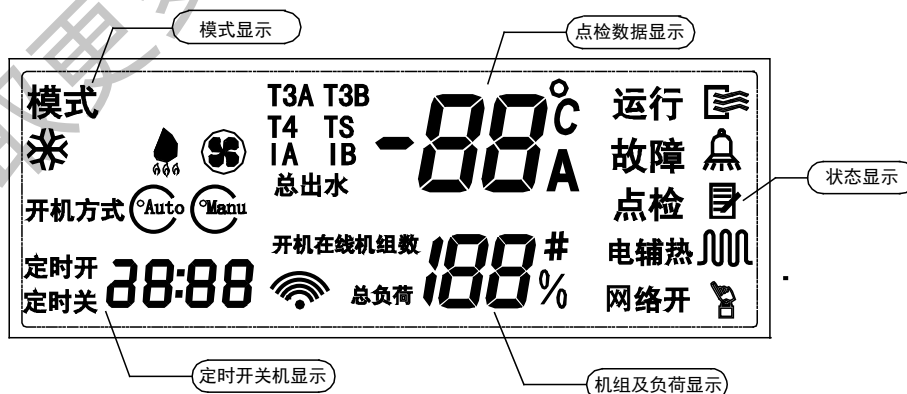 模式显示
点检数据显示
模式
T3A T3B
T4 TS
IA IB
总出水
-88℃
A
运行
故障
点检
状态显示
开机方式 Auto Manu
开机在线机组数
188 #
%
电辅热
定时开
定时关
28:88
总负荷
网络开
定时开关机显示
机组及负荷显示